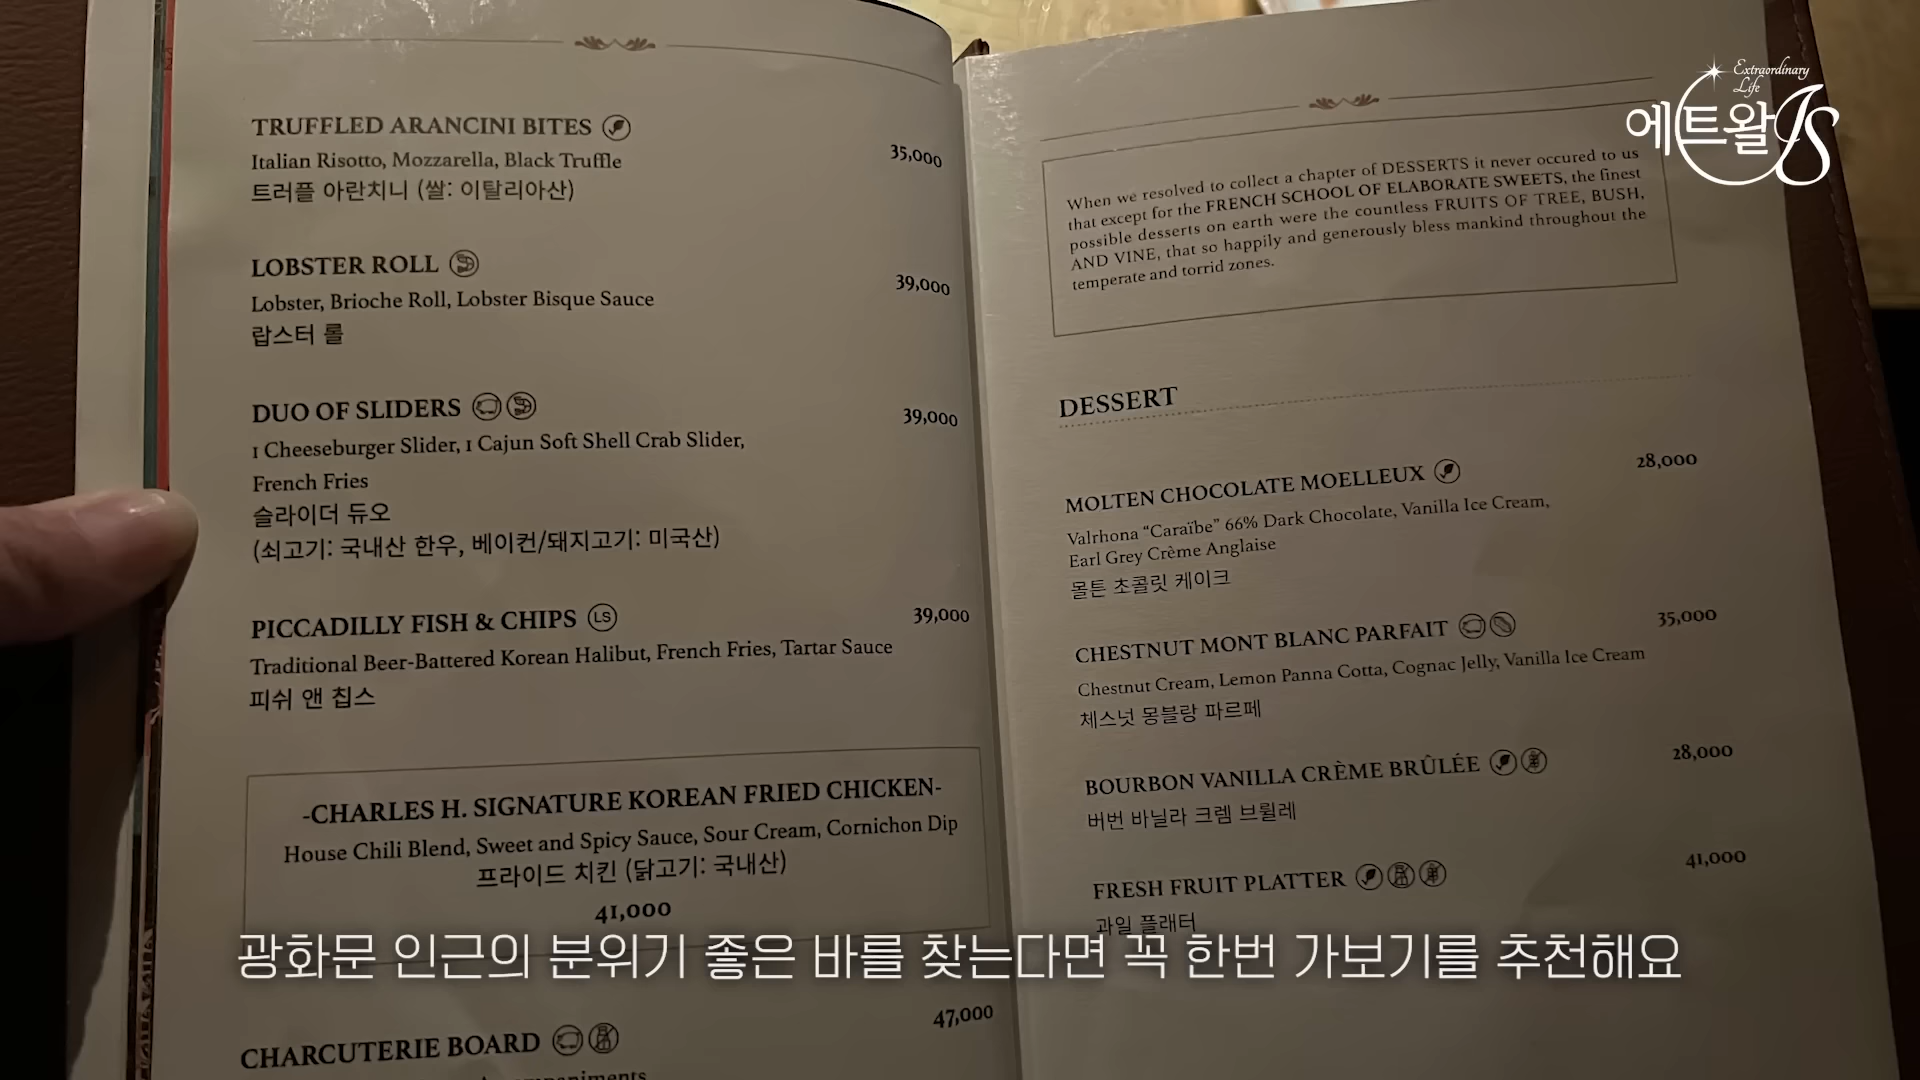 TRUFFLED ARANCINI BITES
35,000
Italian Risotto, Mozzarella, Black Truffle
트러플 아란치니 (쌀: 이탈리아산)
LOBSTER ROLL
39,000
Lobster, Brioche Roll, Lobster Bisque Sauce
랍스터 롤
DUO OF SLIDERS
39,000
1 Cheeseburger Slider, 1 Cajun Soft Shell Crab Slider,
French Fries
슬라이더 듀오
(쇠고기: 국내산 한우, 베이컨/돼지고기: 미국산)
PICCADILLY FISH & CHIPS LS
39,000
Traditional Beer-Battered Korean Halibut, French Fries, Tartar Sauce
피쉬 앤 칩스
-CHARLES H. SIGNATURE KOREAN FRIED CHICKEN-
House Chili Blend, Sweet and Spicy Sauce, Sour Cream, Cornichon Dip
프라이드 치킨 (닭고기: 국내산)
41,000
CHARCUTERIE BOARD
47,000
When we resolved to collect a chapter of DESSERTS it never occured to us
that except for the FRENCH SCHOOL OF ELABORATE SWEETS, the finest
possible desserts on earth were the countless FRUITS OF TREE, BUSH,
AND VINE, that so happily and generously bless mankind throughout the
temperate and torrid zones.
DESSERT
MOLTEN CHOCOLATE MOELLEUX
28,000
Valrhona “Caraïbe” 66% Dark Chocolate, Vanilla Ice Cream,
Earl Grey Crème Anglaise
몰튼 초콜릿 케이크
CHESTNUT MONT BLANC PARFAIT
35,000
Chestnut Cream, Lemon Panna Cotta, Cognac Jelly, Vanilla Ice Cream
체스넛 몽블랑 파르페
BOURBON VANILLA CRÈME BRÛLÉE
28,000
버번 바닐라 크렘 브륄레
FRESH FRUIT PLATTER
41,000
과일 플래터
Extraordinary
Life
에트왈JS
광화문 인근의 분위기 좋은 바를 찾는다면 꼭 한번 가보기를 추천해요